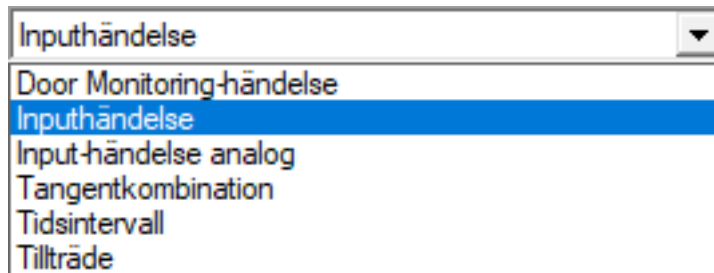 Inputhändelse
Door Monitoring-händelse
Inputhändelse
Input-händelse analog
Tangentkombination
Tidsintervall
Tillträde